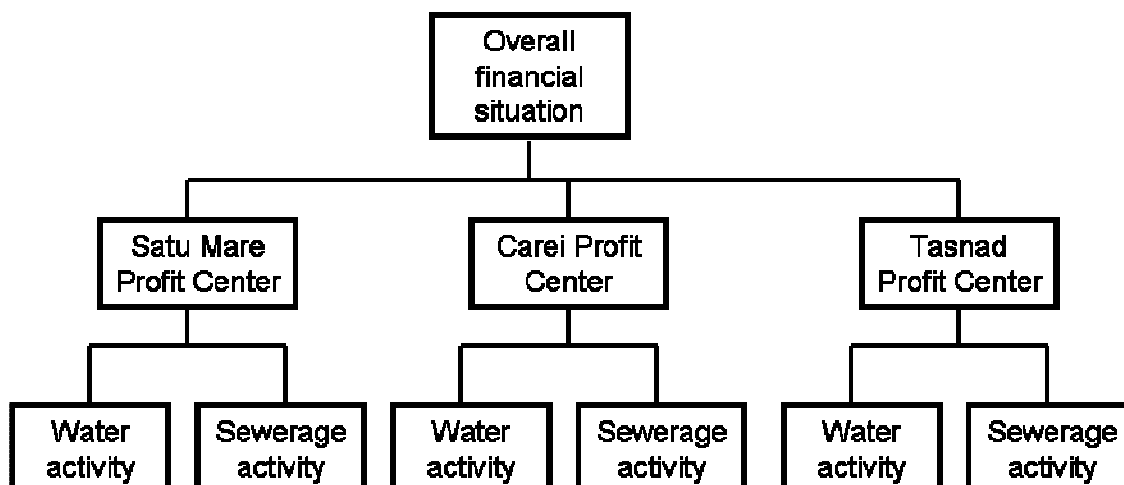 Overall
financial
situation
Satu Mare
Profit Center
Carei Profit
Center
Tasnad
Profit Center
Water
activity
Sewerage
activity
Water
activity
Sewerage
activity
Water
activity
Sewerage
activity